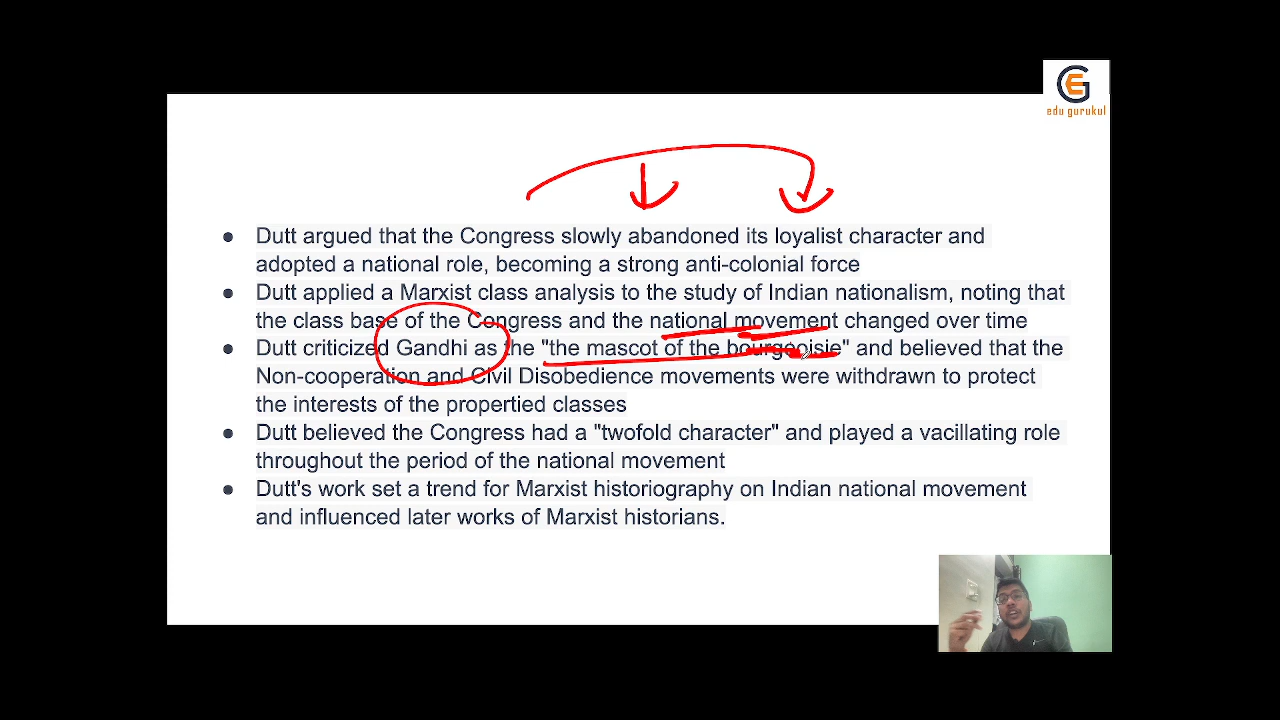 edu gurukul
● Dutt argued that the Congress slowly abandoned its loyalist character and
adopted a national role, becoming a strong anti-colonial force
● Dutt applied a Marxist class analysis to the study of Indian nationalism, noting that
the class base of the Congress and the national movement changed over time
● Dutt criticized Gandhi as the "the mascot of the bourgeoisie" and believed that the
Non-cooperation and Civil Disobedience movements were withdrawn to protect
the interests of the propertied classes
● Dutt believed the Congress had a "twofold character" and played a vacillating role
throughout the period of the national movement
● Dutt's work set a trend for Marxist historiography on Indian national movement
and influenced later works of Marxist historians.